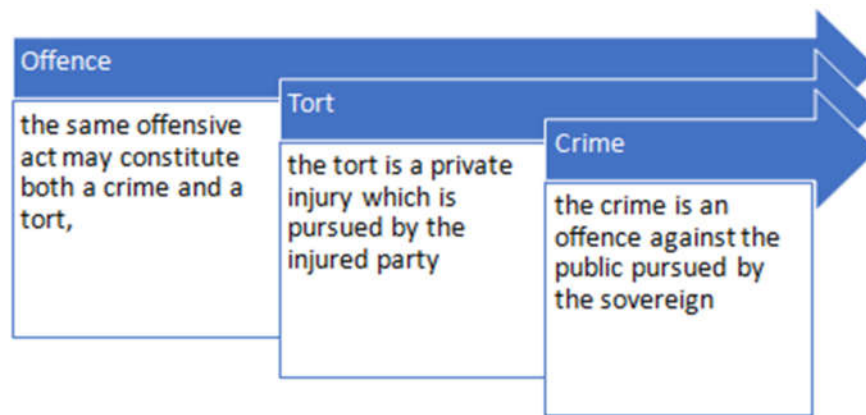 Offence
the same offensive
act may constitute
both a crime and a
tort,
Tort
the tort is a private
injury which is
pursued by the
injured party
Crime
the crime is an
offence against the
public pursued by
the sovereign